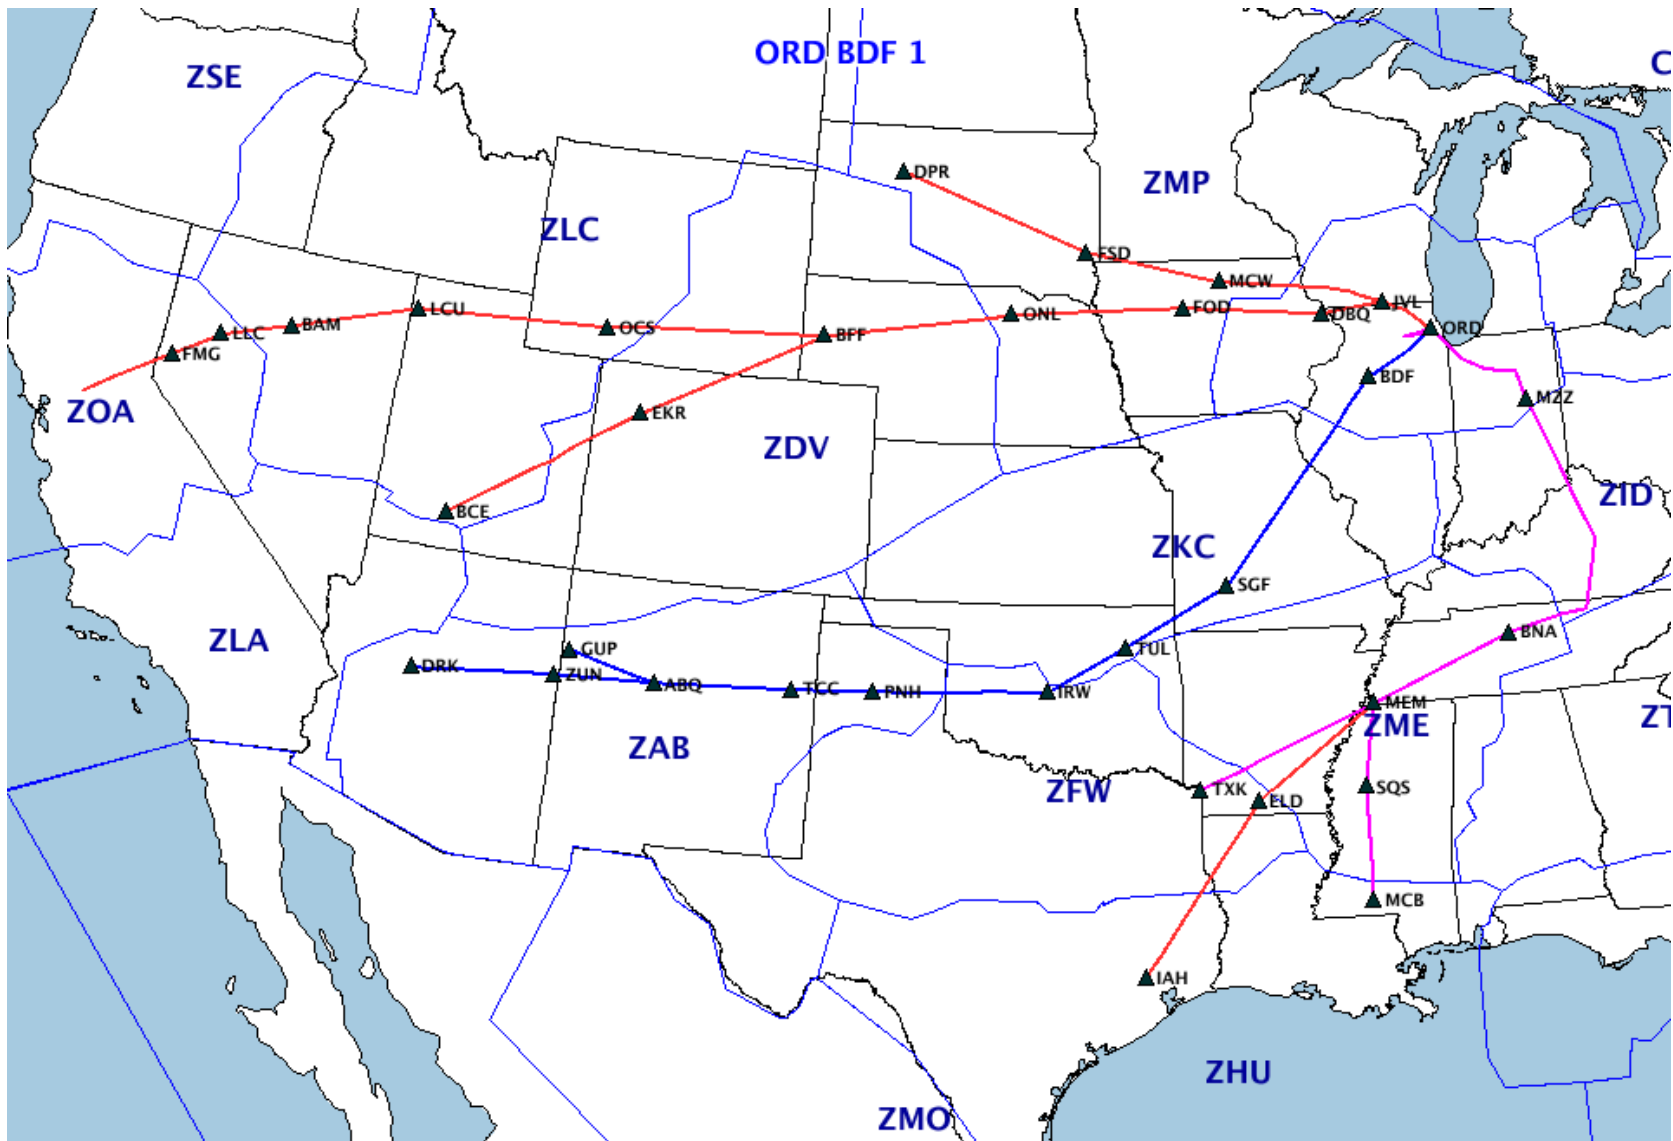 ORD BDF 1
ZSE
C
DPR
ZMP
ZLC
FSD
MCW
LCU
ONL
FOD
DBQ
JVL
LLC
BAM
OCS
BFF
ORD
FMG
BDF
MZZ
ZOA
EKR
ZDV
ZID
BCE
ZKC
SGF
ZLA
GUP
TUL
BNA
DRK
ZUN
ABQ
TCC
PNH
IRW
MEM
ZME
ZT
ZAB
ZFW
TXK
ELD
SQS
MCB
IAH
ZHU
ZMO